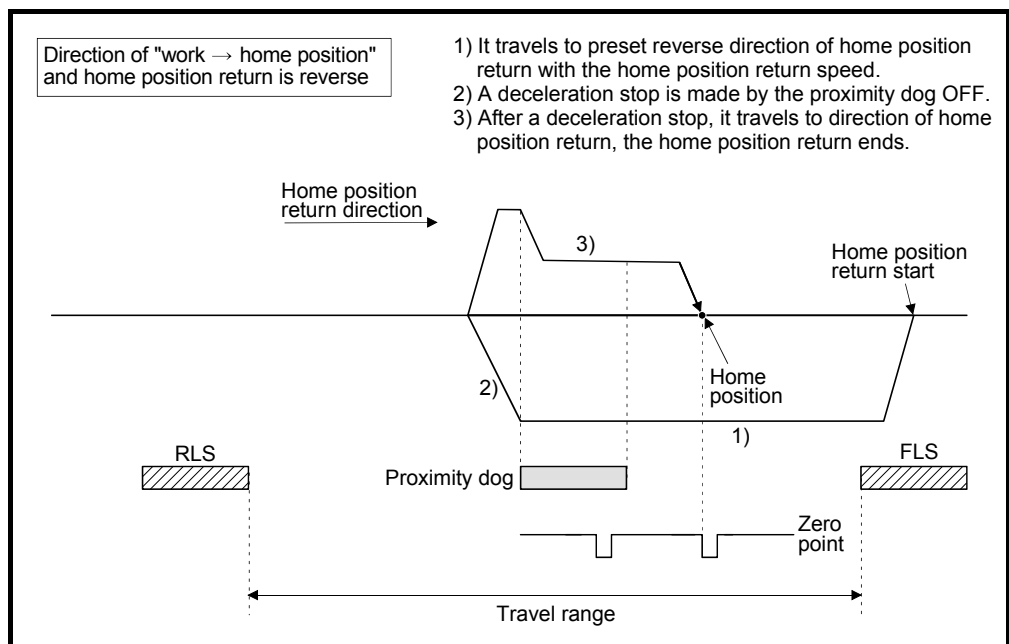 Direction of "work → home position"
and home position return is reverse
1) It travels to preset reverse direction of home position
return with the home position return speed.
2) A deceleration stop is made by the proximity dog OFF.
3) After a deceleration stop, it travels to direction of home
position return, the home position return ends.
Home position
return direction
3)
Home position
return start
2)
Home
position
1)
RLS
FLS
Proximity dog
Zero
point
Travel range